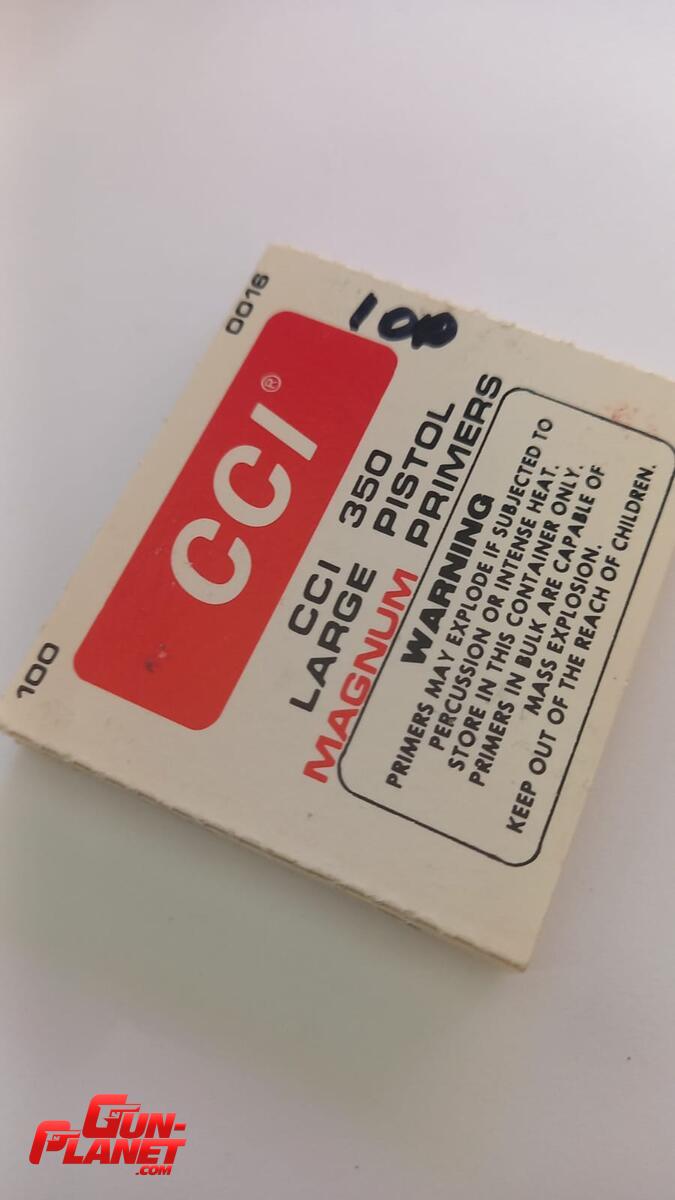 0016
100
100
CCI®
CCI 350
LARGE PISTOL
MAGNUM PRIMERS
WARNING
PRIMERS MAY EXPLODE IF SUBJECTED TO
PERCUSSION OR INTENSE HEAT.
STORE IN THIS CONTAINER ONLY.
PRIMERS IN BULK ARE CAPABLE OF
MASS EXPLOSION.
KEEP OUT OF THE REACH OF CHILDREN.
GUN-
PLANET
.COM